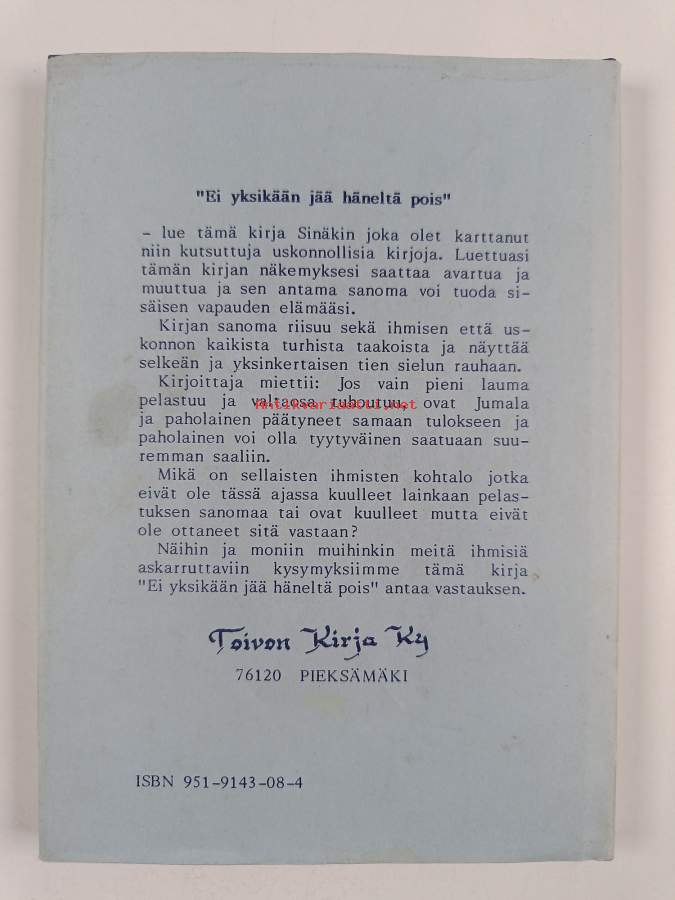 "Ei yksikään jää häneltä pois"
– lue tämä kirja Sinäkin joka olet karttanut
niin kutsuttuja uskonnollisia kirjoja. Luettuasi
tämän kirjan näkemyksesi saattaa avartua ja
muuttua ja sen antama sanoma voi tuoda si-
säisen vapauden elämääsi.
Kirjan sanoma riisuu sekä ihmisen että us-
konnon kaikista turhista taakoista ja näyttää
selkeän ja yksinkertaisen tien sielun rauhaan.
Kirjoittaja miettii: Jos vain pieni lauma
pelastuu ja valtaosa tuhoutuu, ovat Jumala
Antikvariaatti.net
ja paholainen päätyneet samaan tulokseen ja
paholainen voi olla tyytyväinen saatuaan suu-
remman saaliin.
Mikä on sellaisten ihmisten kohtalo jotka
eivät ole tässä ajassa kuulleet lainkaan pelas-
tuksen sanomaa tai ovat kuulleet mutta eivät
ole ottaneet sitä vastaan?
Näihin ja moniin muihinkin meitä ihmisiä
askarruttaviin kysymyksiimme tämä kirja
"Ei yksikään jää häneltä pois" antaa vastauksen.
Toivon Kirja Ky
76120 PIEKSÄMÄKI
ISBN 951-9143-08-4